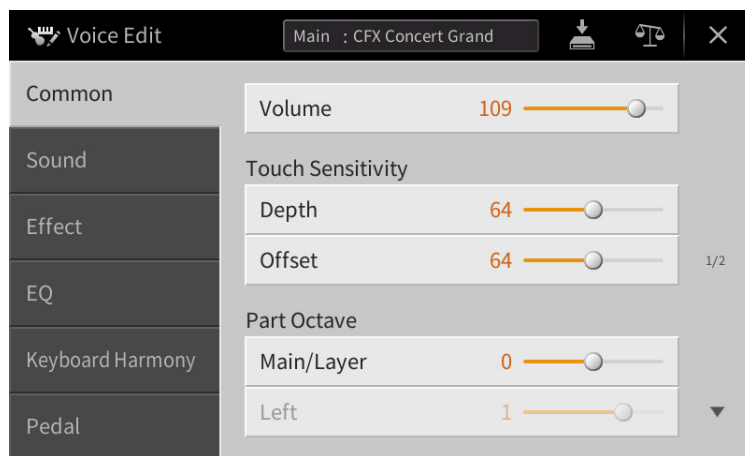 Voice Edit
Main : CFX Concert Grand
Common
Sound
Effect
EQ
Keyboard Harmony
Pedal
Volume 109
Touch Sensitivity
Depth 64
Offset 64
1/2
Part Octave
Main/Layer 0
Left 1